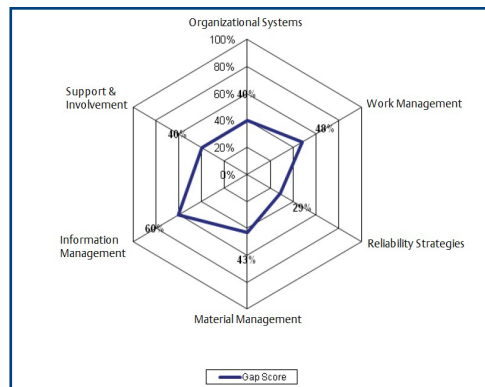 Organizational Systems
100%
80%
60%
40%
40%
20%
0%
Support &
Involvement
40%
Work Management
48%
29%
Reliability Strategies
Information
Management
60%
43%
Material Management
Gap Score